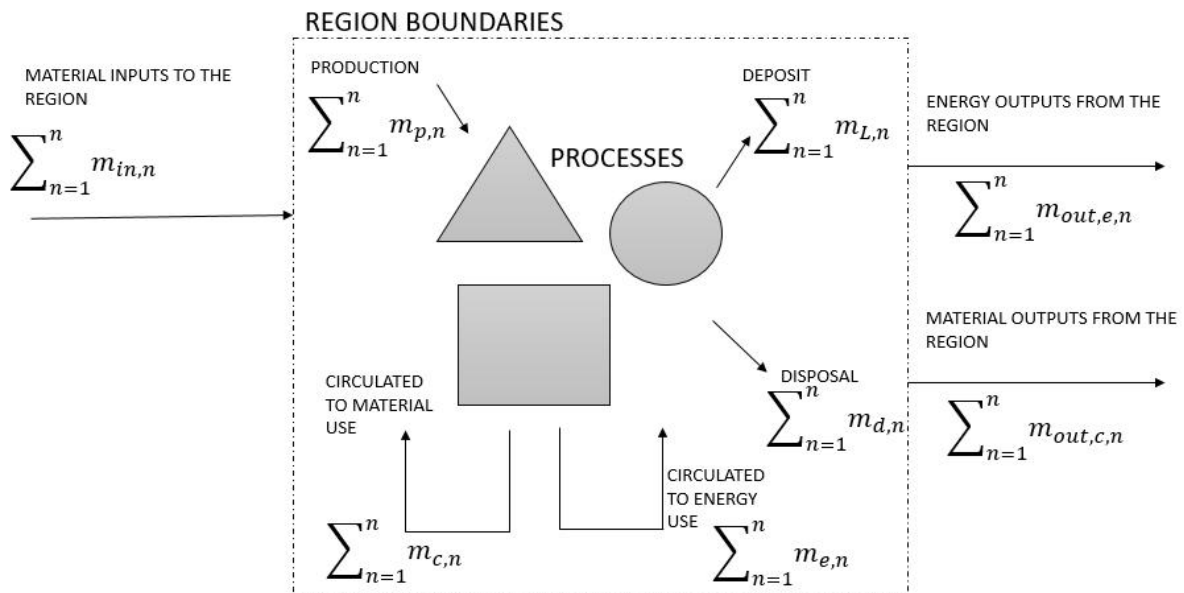 REGION BOUNDARIES
MATERIAL INPUTS TO THE
REGION
∑_{n=1}^{n} m_{in,n}
PRODUCTION
∑_{n=1}^{n} m_{p,n}
PROCESSES
DEPOSIT
∑_{n=1}^{n} m_{L,n}
ENERGY OUTPUTS FROM THE
REGION
∑_{n=1}^{n} m_{out,e,n}
MATERIAL OUTPUTS FROM THE
REGION
∑_{n=1}^{n} m_{out,c,n}
DISPOSAL
∑_{n=1}^{n} m_{d,n}
CIRCULATED
TO MATERIAL
USE
∑_{n=1}^{n} m_{c,n}
CIRCULATED
TO ENERGY
USE
∑_{n=1}^{n} m_{e,n}